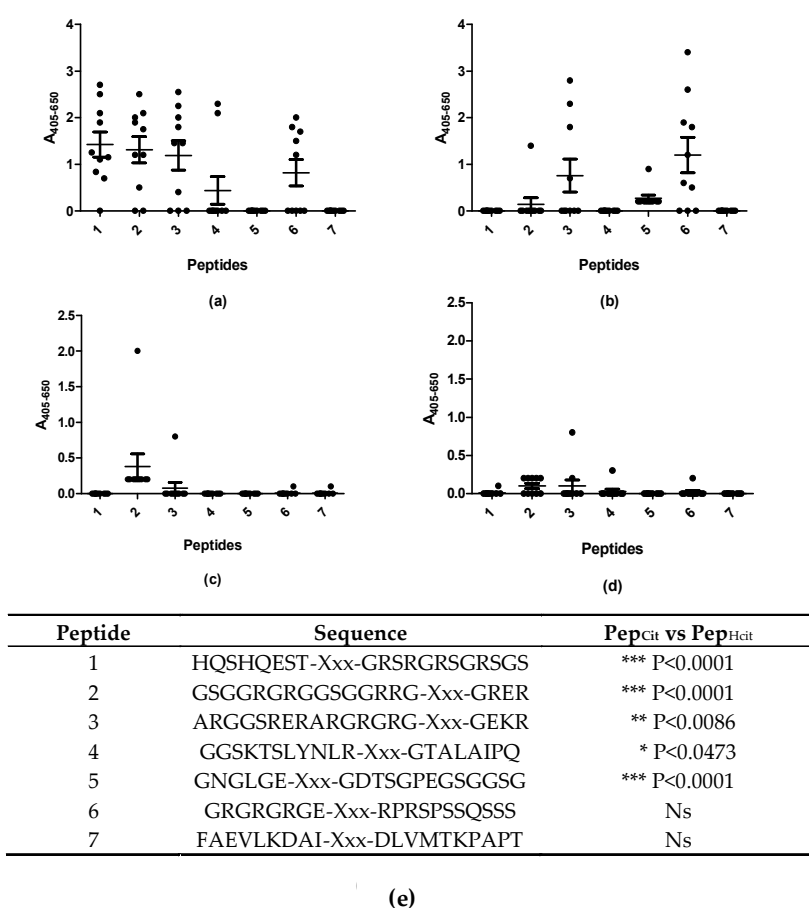 4
3
2
1
0
A405-650
1 2 3 4 5 6 7
Peptides
(a)
4
3
2
1
0
A405-650
1 2 3 4 5 6 7
Peptides
(b)
2.5
2.0
1.5
1.0
0.5
0.0
A405-650
1 2 3 4 5 6 7
Peptides
(c)
2.5
2.0
1.5
1.0
0.5
0.0
A405-650
1 2 3 4 5 6 7
Peptides
(d)
Peptide Sequence PepCit vs PepHcit
1 HQSHQEST-Xxx-GRSRGRSGRSGS *** P<0.0001
2 GSGGRGRGGSGGRRG-Xxx-GRER *** P<0.0001
3 ARGGSRERARGRGRG-Xxx-GEKR ** P<0.0086
4 GGSKTSLYNLR-Xxx-GTALAIPQ * P<0.0473
5 GNGLGE-Xxx-GDTSGPEGSGGSG *** P<0.0001
6 GRGRGRGE-Xxx-RPRSPSSQSSS Ns
7 FAEVLKDAI-Xxx-DLVMTKPAPT Ns
(e)